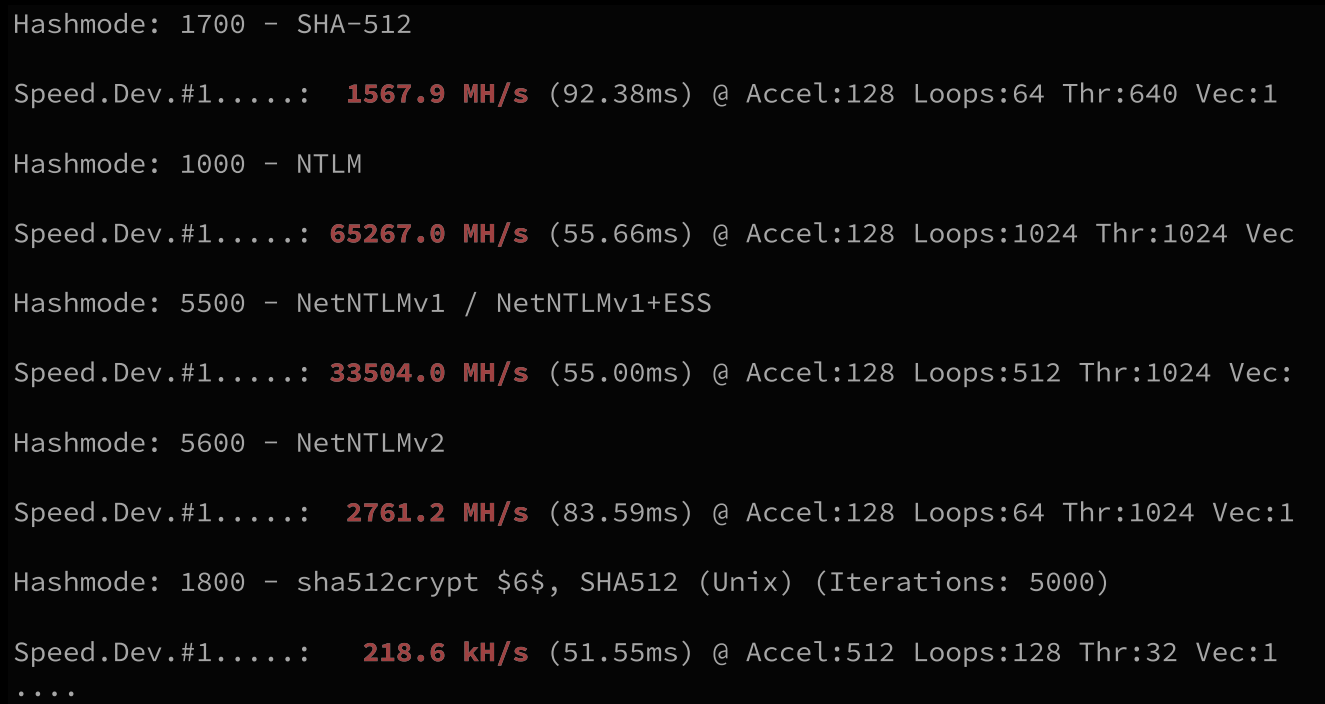 Hashmode: 1700 - SHA-512
Speed.Dev.#1.....:  1567.9 MH/s (92.38ms) @ Accel:128 Loops:64 Thr:640 Vec:1
Hashmode: 1000 - NTLM
Speed.Dev.#1.....: 65267.0 MH/s (55.66ms) @ Accel:128 Loops:1024 Thr:1024 Vec
Hashmode: 5500 - NetNTLMv1 / NetNTLMv1+ESS
Speed.Dev.#1.....: 33504.0 MH/s (55.00ms) @ Accel:128 Loops:512 Thr:1024 Vec:
Hashmode: 5600 - NetNTLMv2
Speed.Dev.#1.....:  2761.2 MH/s (83.59ms) @ Accel:128 Loops:64 Thr:1024 Vec:1
Hashmode: 1800 - sha512crypt $6$, SHA512 (Unix) (Iterations: 5000)
Speed.Dev.#1.....:   218.6 kH/s (51.55ms) @ Accel:512 Loops:128 Thr:32 Vec:1
....